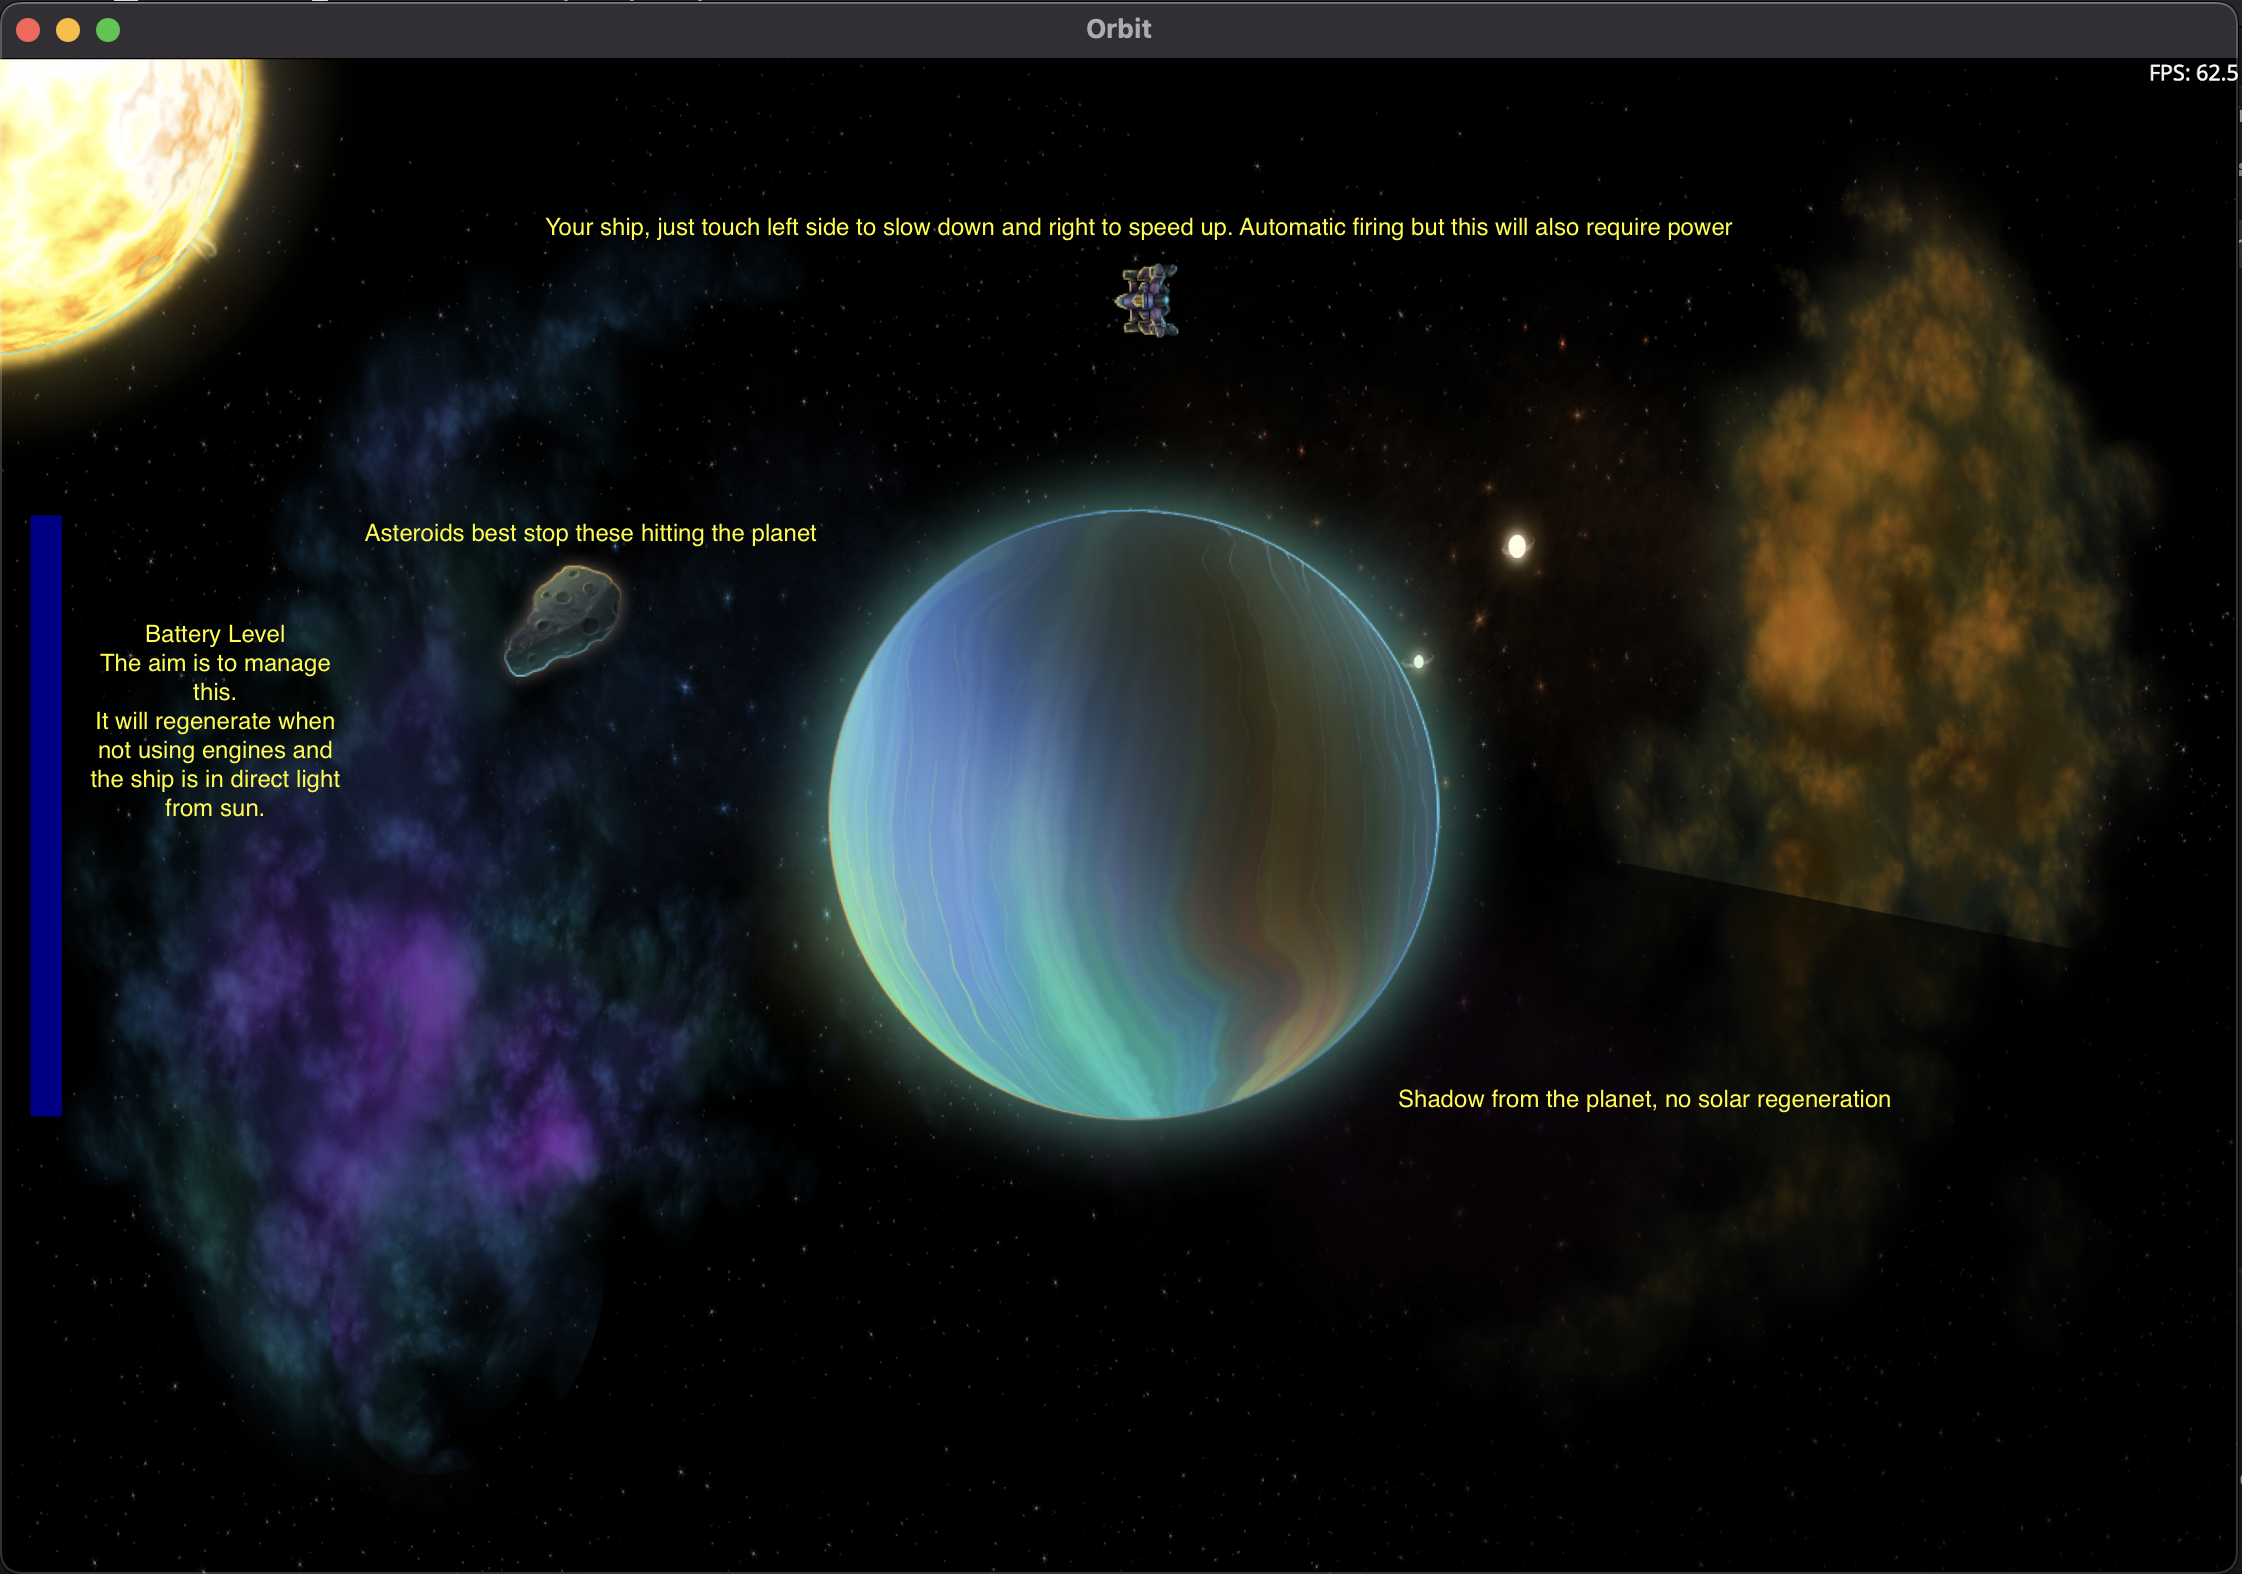 Orbit
FPS: 62.5
Your ship, just touch left side to slow down and right to speed up. Automatic firing but this will also require power
Asteroids best stop these hitting the planet
Battery Level
The aim is to manage
this.
It will regenerate when
not using engines and
the ship is in direct light
from sun.
Shadow from the planet, no solar regeneration